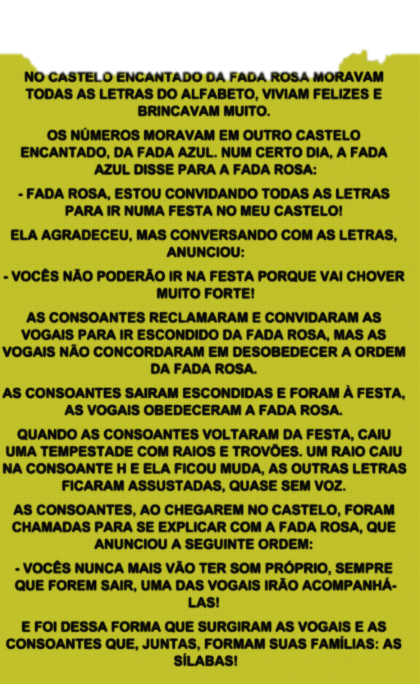 NO CASTELO ENCANTADO DA FADA ROSA MORAVAM
TODAS AS LETRAS DO ALFABETO, VIVIAM FELIZES E
BRINCAVAM MUITO.
OS NÚMEROS MORAVAM EM OUTRO CASTELO
ENCANTADO, DA FADA AZUL. NUM CERTO DIA, A FADA
AZUL DISSE PARA A FADA ROSA:
- FADA ROSA, ESTOU CONVIDANDO TODAS AS LETRAS
PARA IR NUMA FESTA NO MEU CASTELO!
ELA AGRADECEU, MAS CONVERSANDO COM AS LETRAS,
ANUNCIOU:
- VOCÊS NÃO PODERÃO IR NA FESTA PORQUE VAI CHOVER
MUITO FORTE!
AS CONSOANTES RECLAMARAM E CONVIDARAM AS
VOGAIS PARA IR ESCONDIDO DA FADA ROSA, MAS AS
VOGAIS NÃO CONCORDARAM EM DESOBEDECER A ORDEM
DA FADA ROSA.
AS CONSOANTES SAIRAM ESCONDIDAS E FORAM À FESTA,
AS VOGAIS OBEDECERAM A FADA ROSA.
QUANDO AS CONSOANTES VOLTARAM DA FESTA, CAIU
UMA TEMPESTADE COM RAIOS E TROVÕES. UM RAIO CAIU
NA CONSOANTE H E ELA FICOU MUDA, AS OUTRAS LETRAS
FICARAM ASSUSTADAS, QUASE SEM VOZ.
AS CONSOANTES, AO CHEGAREM NO CASTELO, FORAM
CHAMADAS PARA SE EXPLICAR COM A FADA ROSA, QUE
ANUNCIOU A SEGUINTE ORDEM:
- VOCÊS NUNCA MAIS VÃO TER SOM PRÓPRIO, SEMPRE
QUE FOREM SAIR, UMA DAS VOGAIS IRÃO ACOMPANHÁ-
LAS!
E FOI DESSA FORMA QUE SURGIRAM AS VOGAIS E AS
CONSOANTES QUE, JUNTAS, FORMAM SUAS FAMÍLIAS: AS
SÍLABAS!